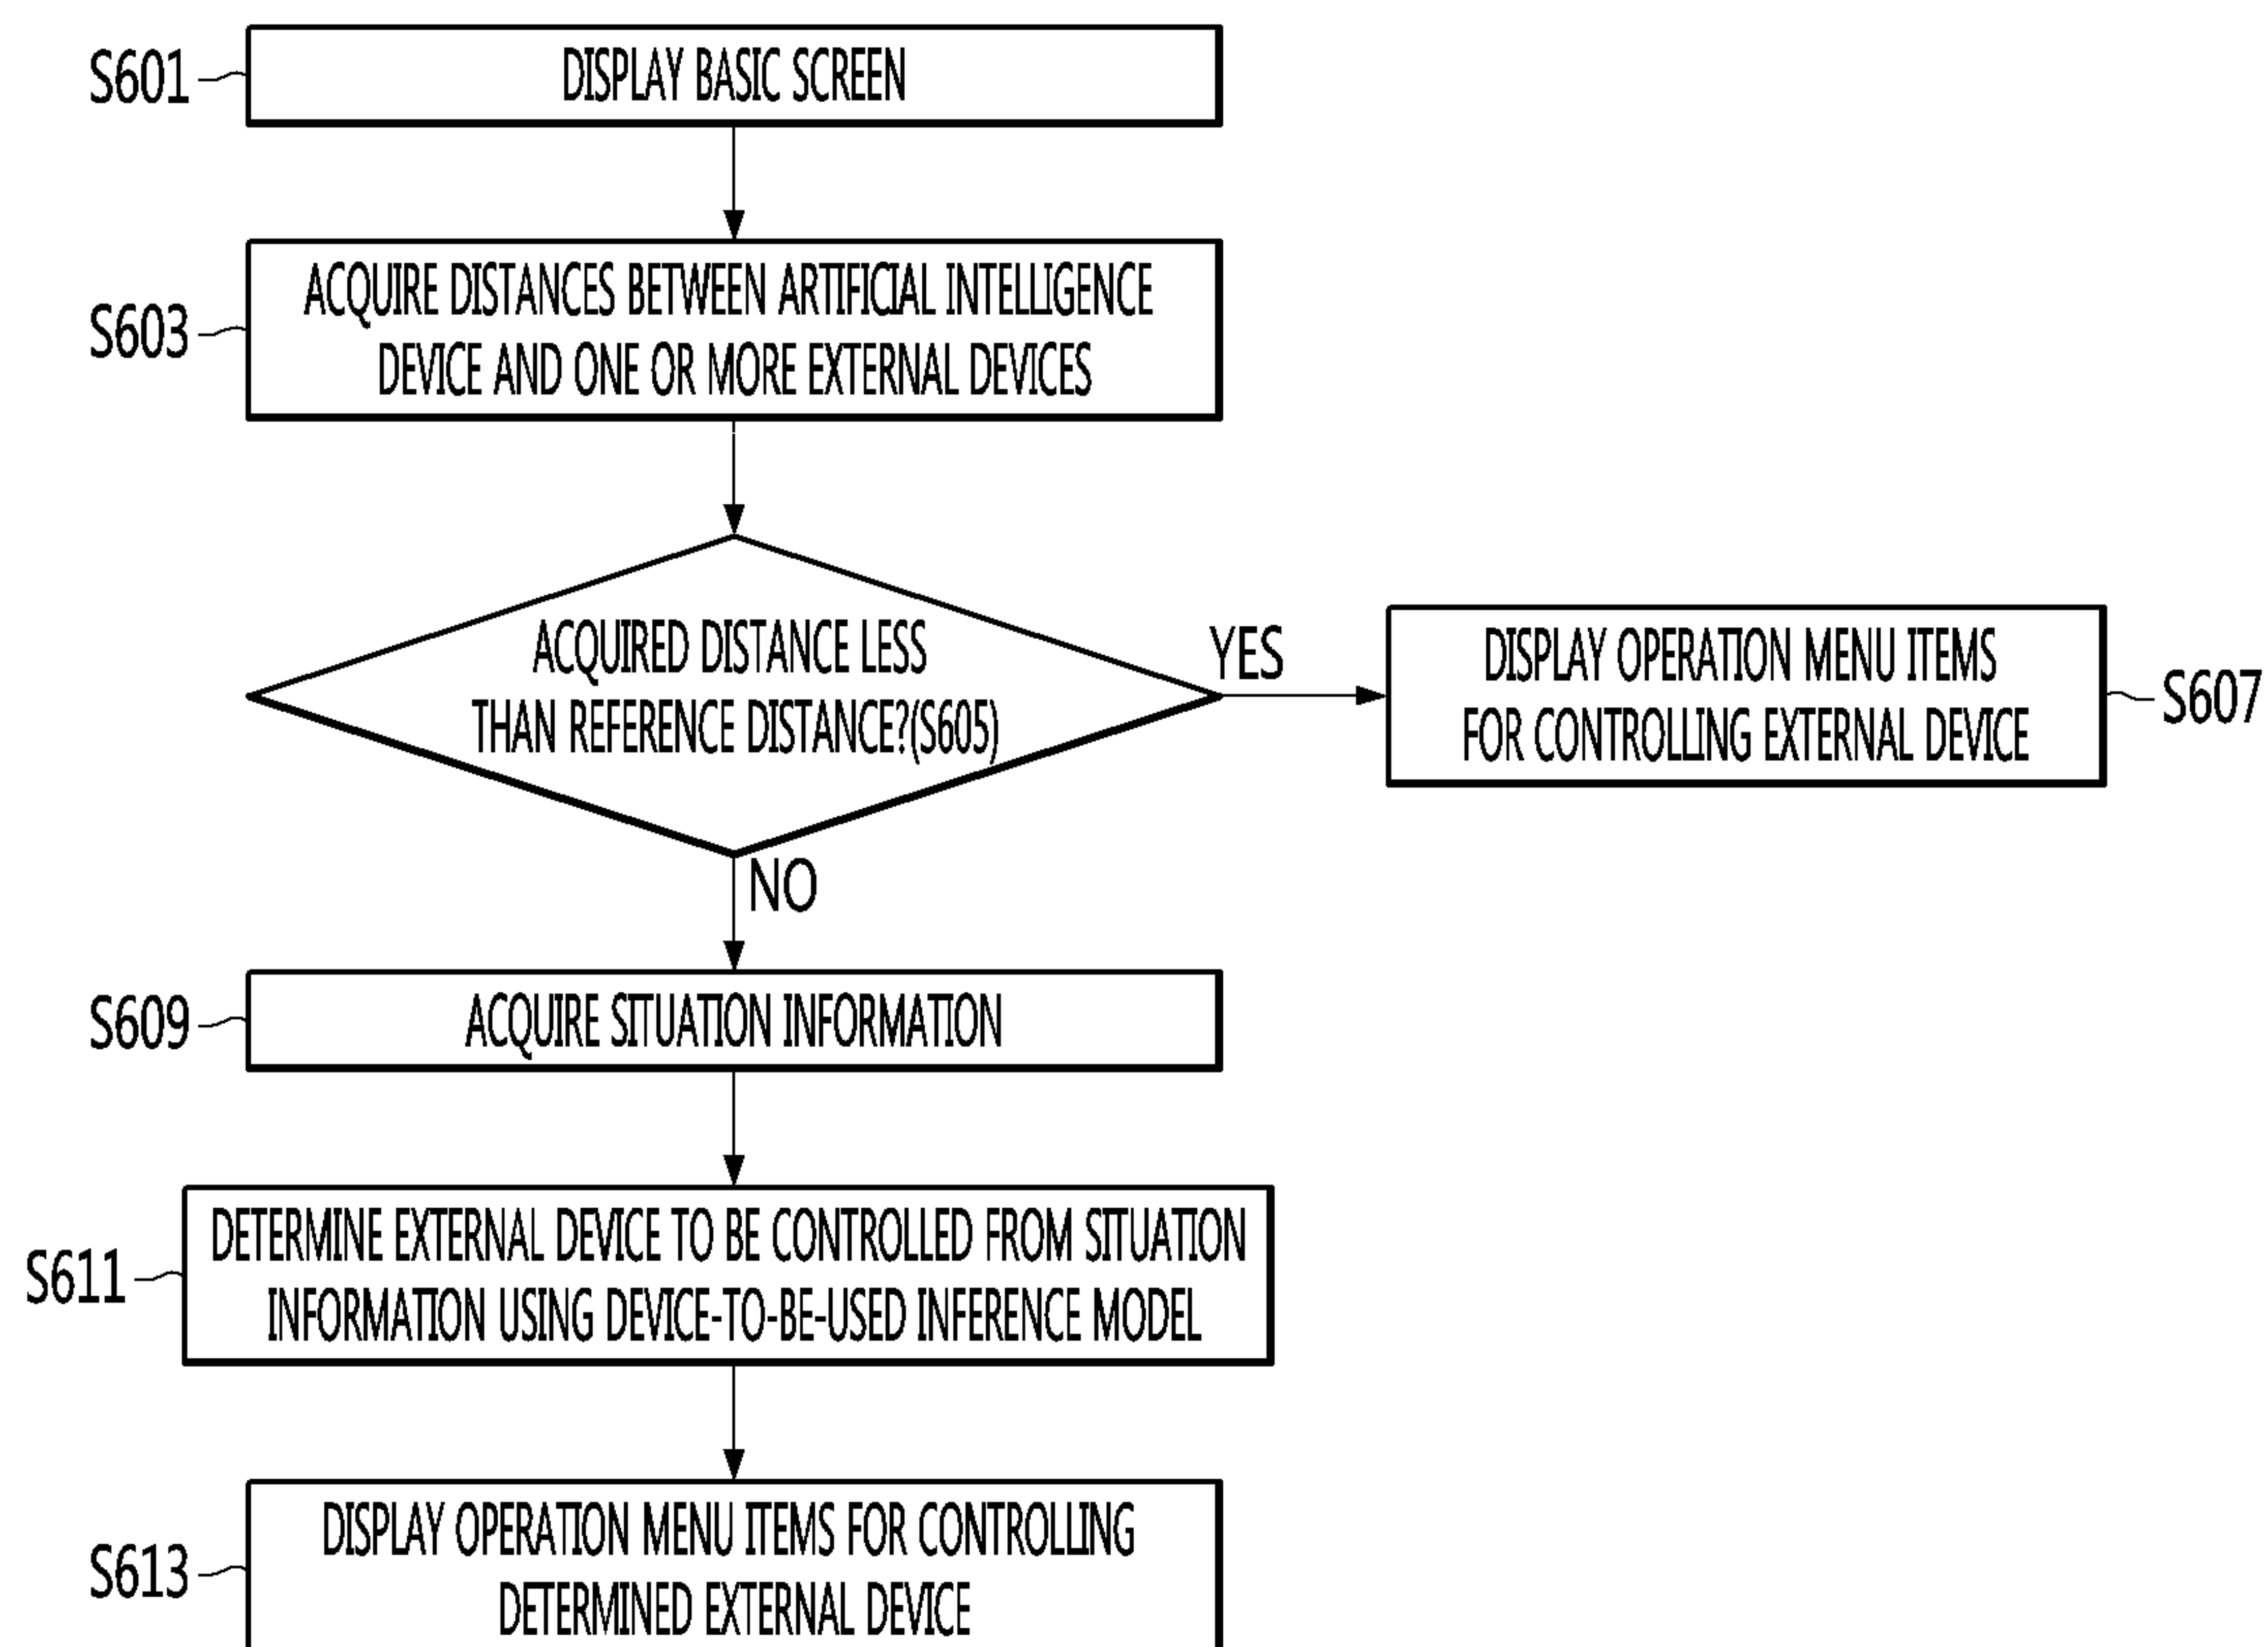 S601
DISPLAY BASIC SCREEN
S603
ACQUIRE DISTANCES BETWEEN ARTIFICIAL INTELLIGENCE
DEVICE AND ONE OR MORE EXTERNAL DEVICES
ACQUIRED DISTANCE LESS
THAN REFERENCE DISTANCE?(S605)
YES
DISPLAY OPERATION MENU ITEMS
FOR CONTROLLING EXTERNAL DEVICE
S607
NO
S609
ACQUIRE SITUATION INFORMATION
S611
DETERMINE EXTERNAL DEVICE TO BE CONTROLLED FROM SITUATION
INFORMATION USING DEVICE-TO-BE-USED INFERENCE MODEL
S613
DISPLAY OPERATION MENU ITEMS FOR CONTROLLING
DETERMINED EXTERNAL DEVICE